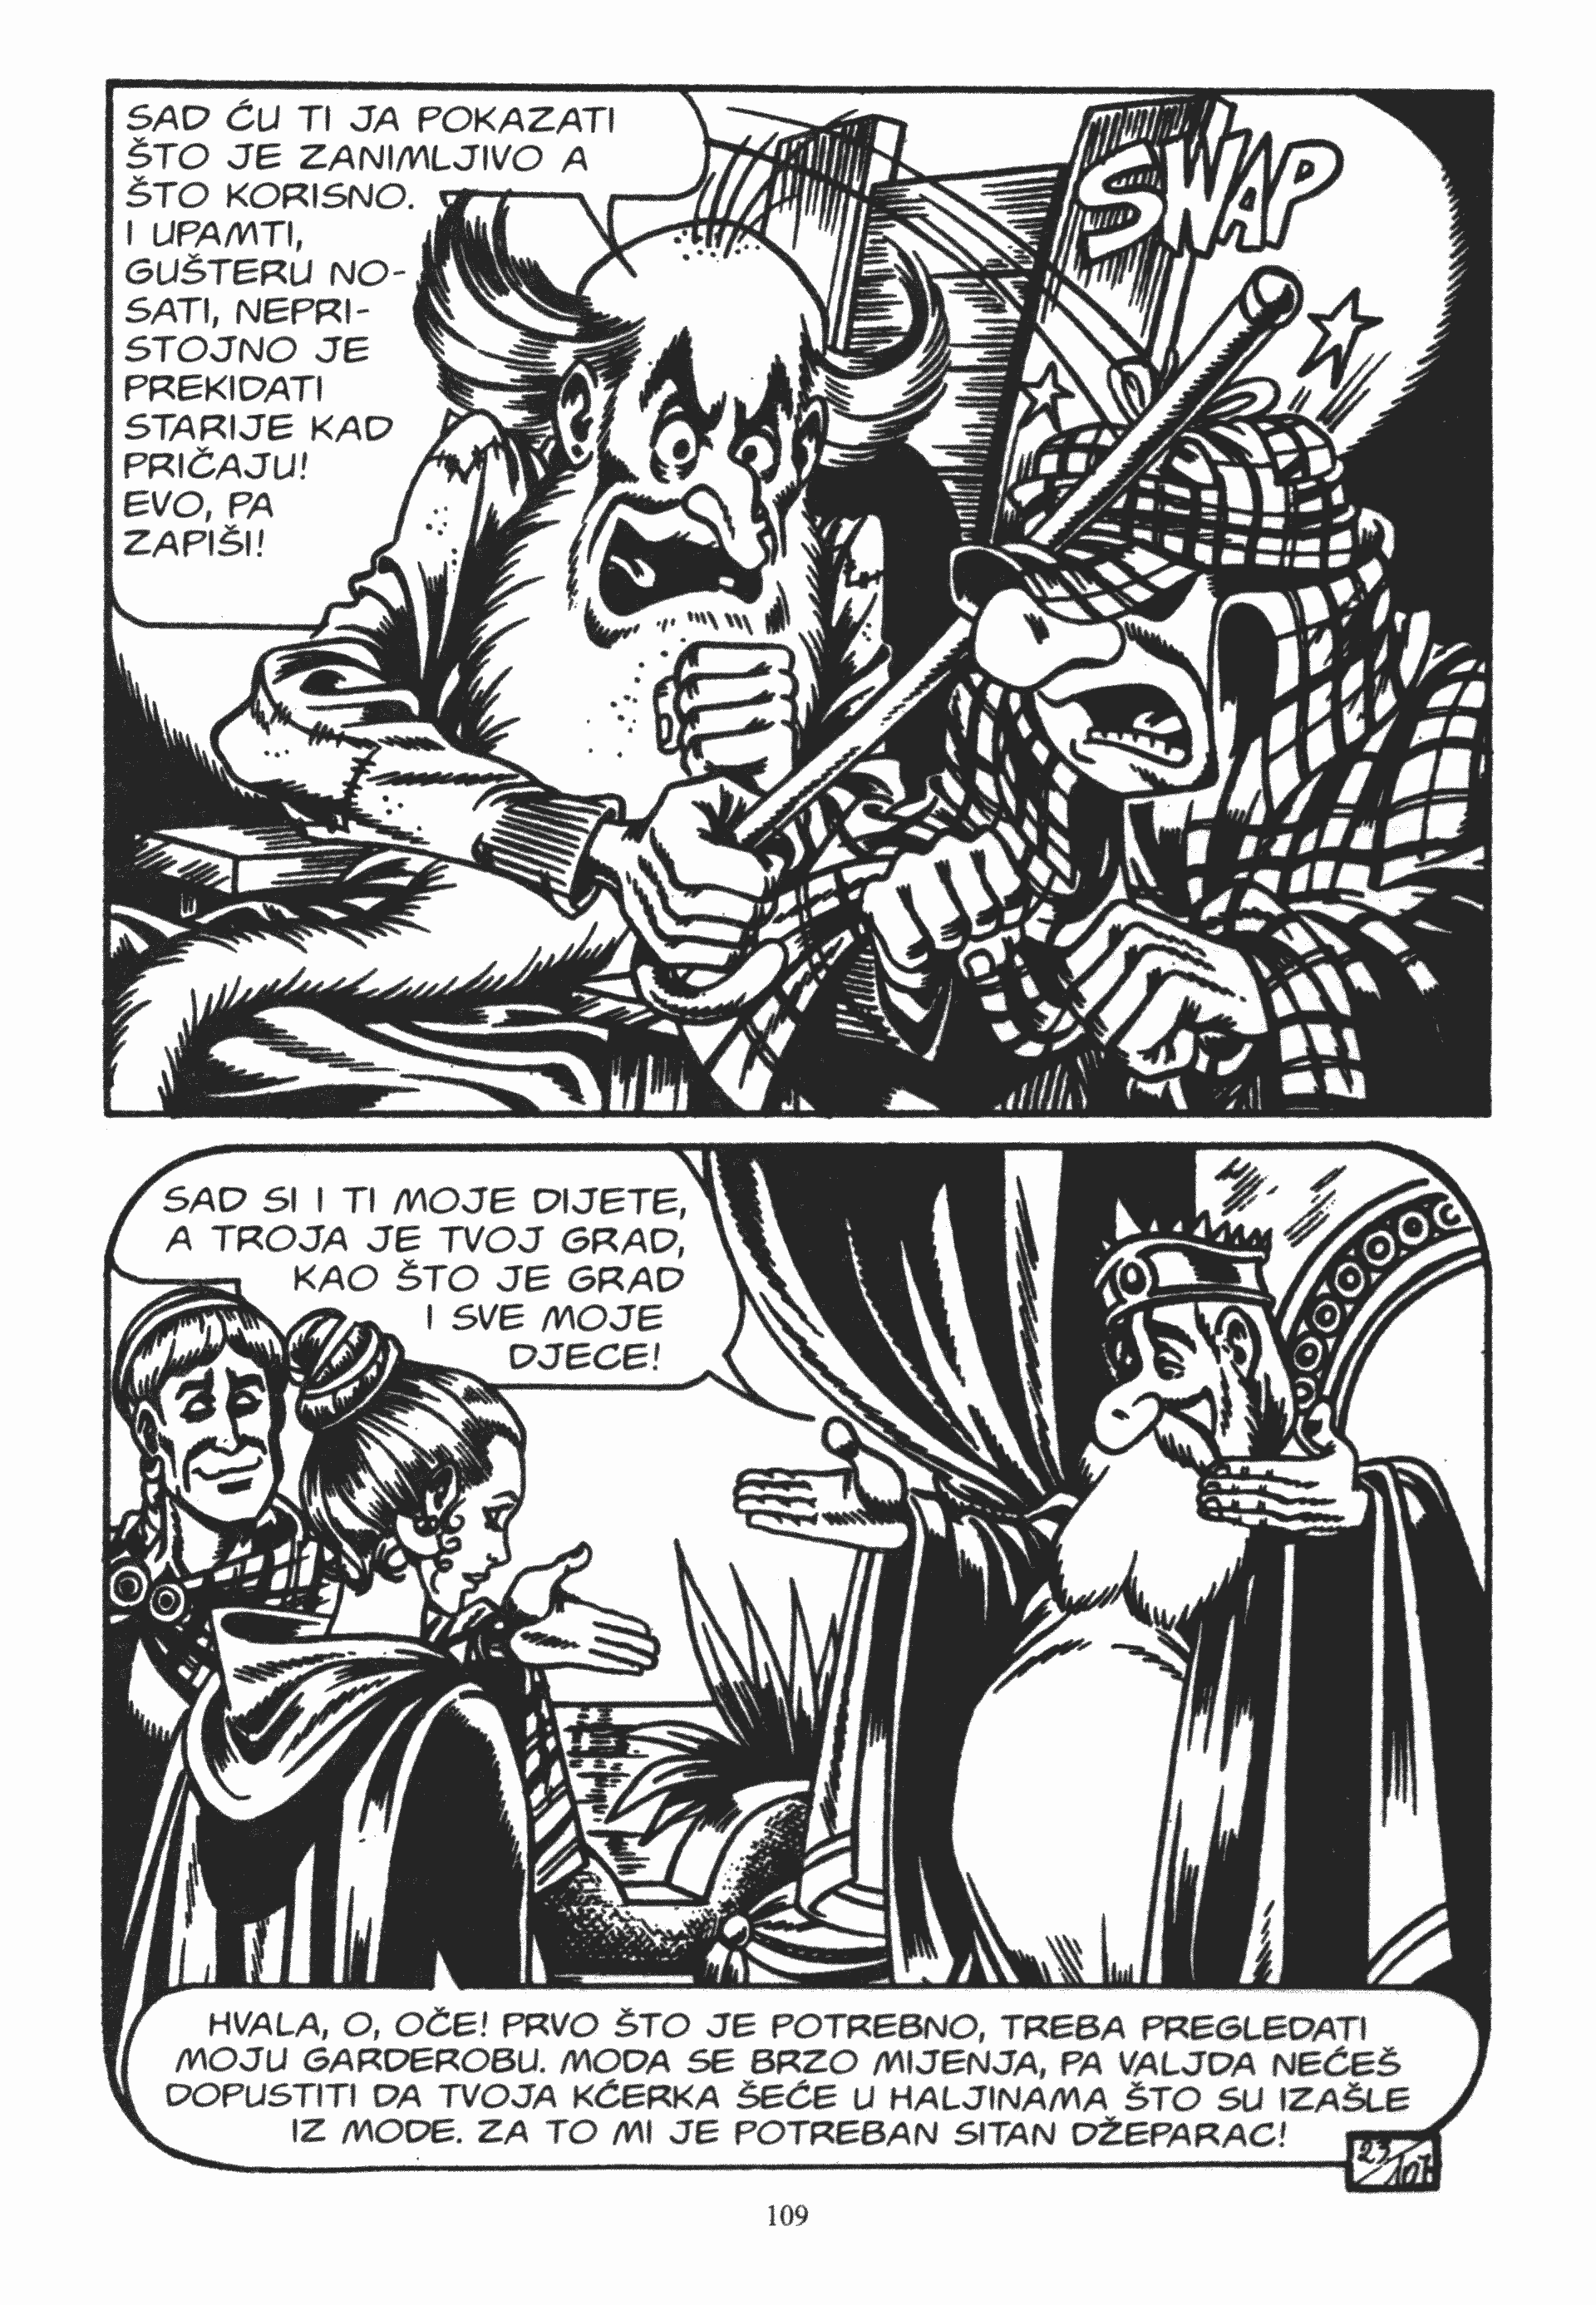 SAD ĆU TI JA POKAZATI
ŠTO JE ZANIMLJIVO A
ŠTO KORISNO.
I UPAMTI,
GUŠTERU NO-
SATI, NEPRI-
STOJNO JE
PREKIDATI
STARIJE KAD
PRIČAJU!
EVO, PA
ZAPIŠI!
SWAP
SAD SI I TI MOJE DIJETE,
A TROJA JE TVOJ GRAD,
KAO ŠTO JE GRAD
I SVE MOJE
DJECE!
HVALA, O, OČE! PRVO ŠTO JE POTREBNO, TREBA PREGLEDATI
MOJU GARDEROBU. MODA SE BRZO MIJENJA, PA VALJDA NEĆEŠ
DOPUSTITI DA TVOJA KĆERKA ŠEĆE U HALJINAMA ŠTO SU IZAŠLE
IZ MODE. ZA TO MI JE POTREBAN SITAN DŽEPARAC!
23/107
109